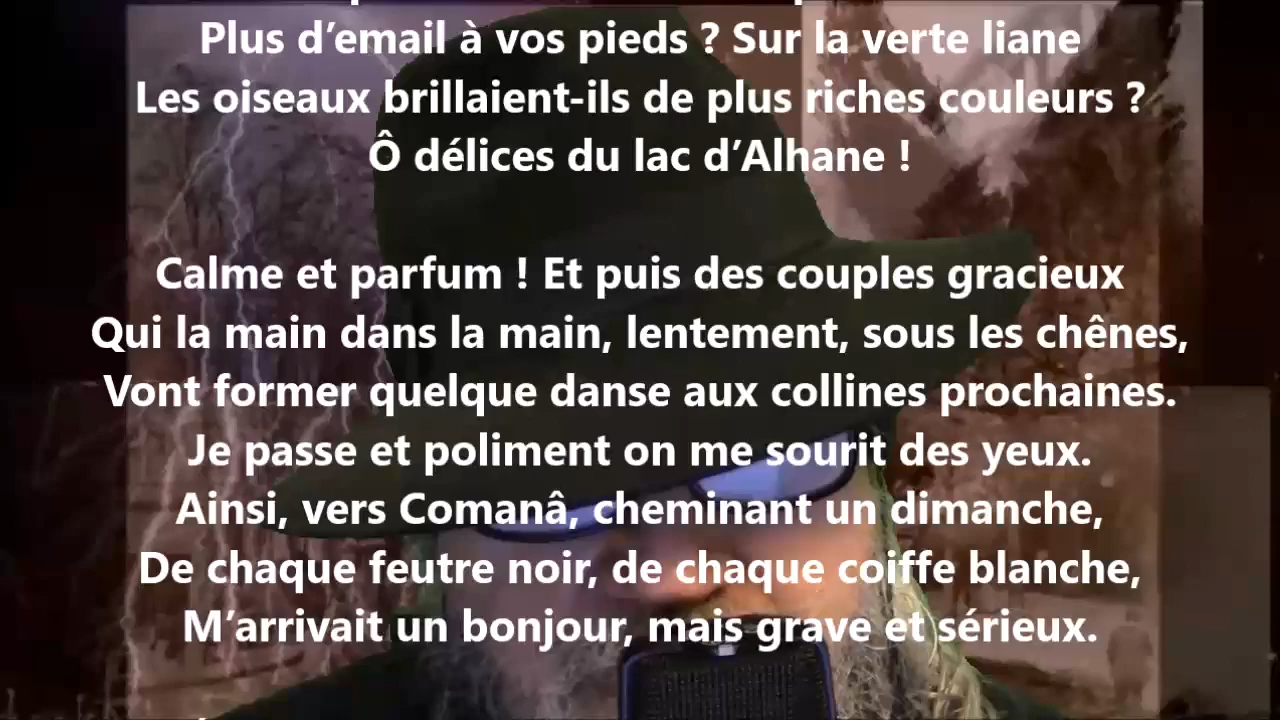 Plus d’email à vos pieds ? Sur la verte liane
Les oiseaux brillaient-ils de plus riches couleurs ?
Ô délices du lac d’Alhane !
Calme et parfum ! Et puis des couples gracieux
Qui la main dans la main, lentement, sous les chênes,
Vont former quelque danse aux collines prochaines.
Je passe et poliment on me sourit des yeux.
Ainsi, vers Comanâ, cheminant un dimanche,
De chaque feutre noir, de chaque coiffe blanche,
M’arrivait un bonjour, mais grave et sérieux.